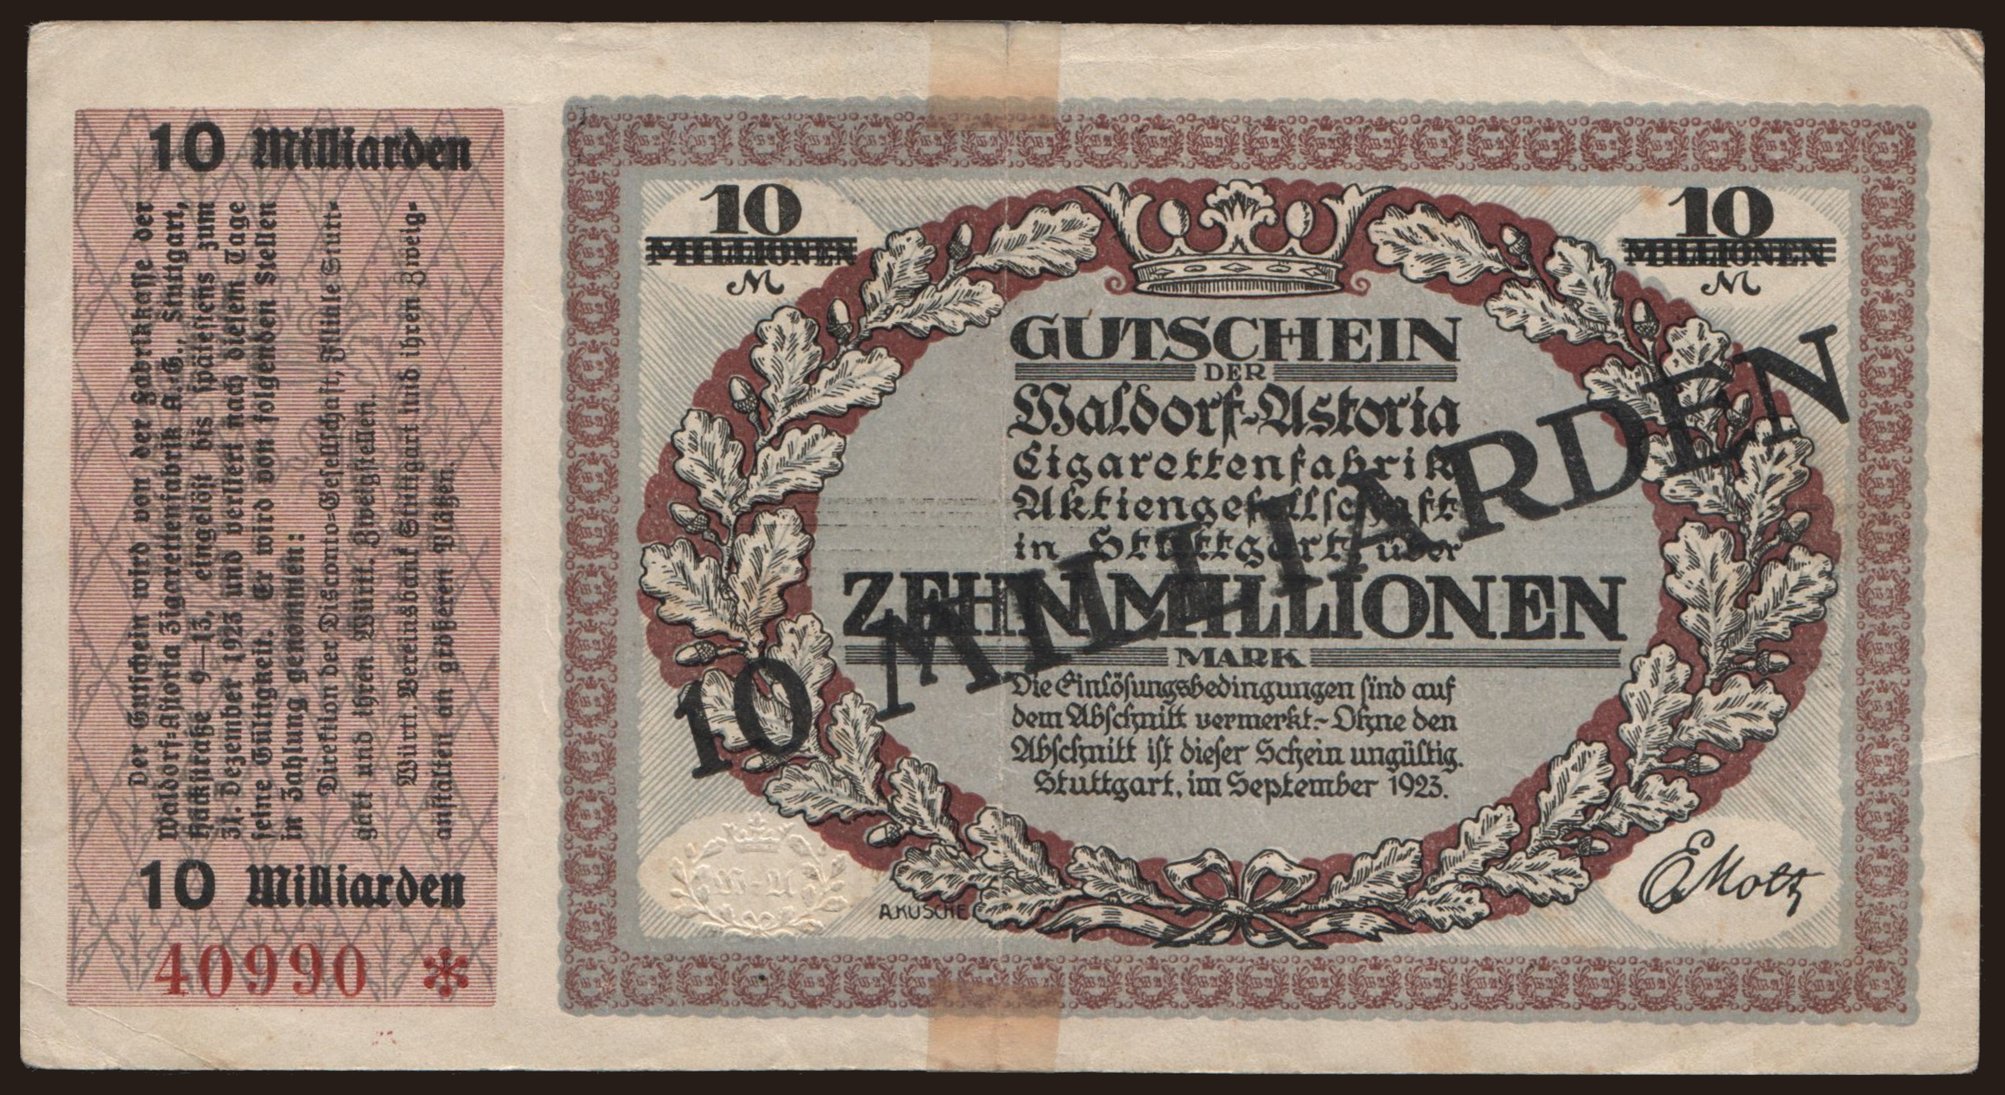 10 Milliarden
Der Gutschein wird von der Fabrikkasse der
Waldorf-Astoria Zigarettenfabrik A.-G., Stuttgart,
Hackstraße 9–13, eingelöst bis spätestens zum
31. Dezember 1923 und verliert nach diesem Tage
seine Gültigkeit. Er wird von folgenden Stellen
in Zahlung genommen:
Direktion der Disconto-Gesellschaft, Filiale Stutt-
gart und ihren Württ. Zweigstellen.
Württ. Vereinsbank Stuttgart und ihren Zweig-
anstalten an größeren Plätzen.
10 Milliarden
40990 *
10
MILLIONEN
M
10
MILLIONEN
M
GUTSCHEIN
DER
Waldorf-Astoria
Cigarettenfabrik
Aktiengesellschaft
in Stuttgart über
ZEHN MILLIONEN
MARK
Die Einlösungsbedingungen sind auf
dem Abschnitt vermerkt.- Ohne den
Abschnitt ist dieser Schein ungültig.
Stuttgart, im September 1923.
10 MILLIARDEN
W-A
EMott